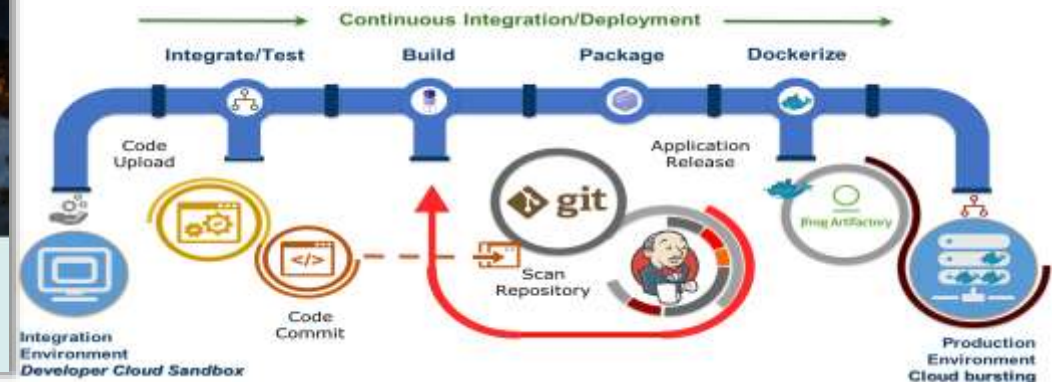 Continuous Integration/Deployment
Integrate/Test
Build
Package
Dockerize
Code
Upload
Application
Release
git
Jfrog Artifactory
</>
Scan
Repository
Code
Commit
Integration
Environment
Developer Cloud Sandbox
Production
Environment
Cloud bursting